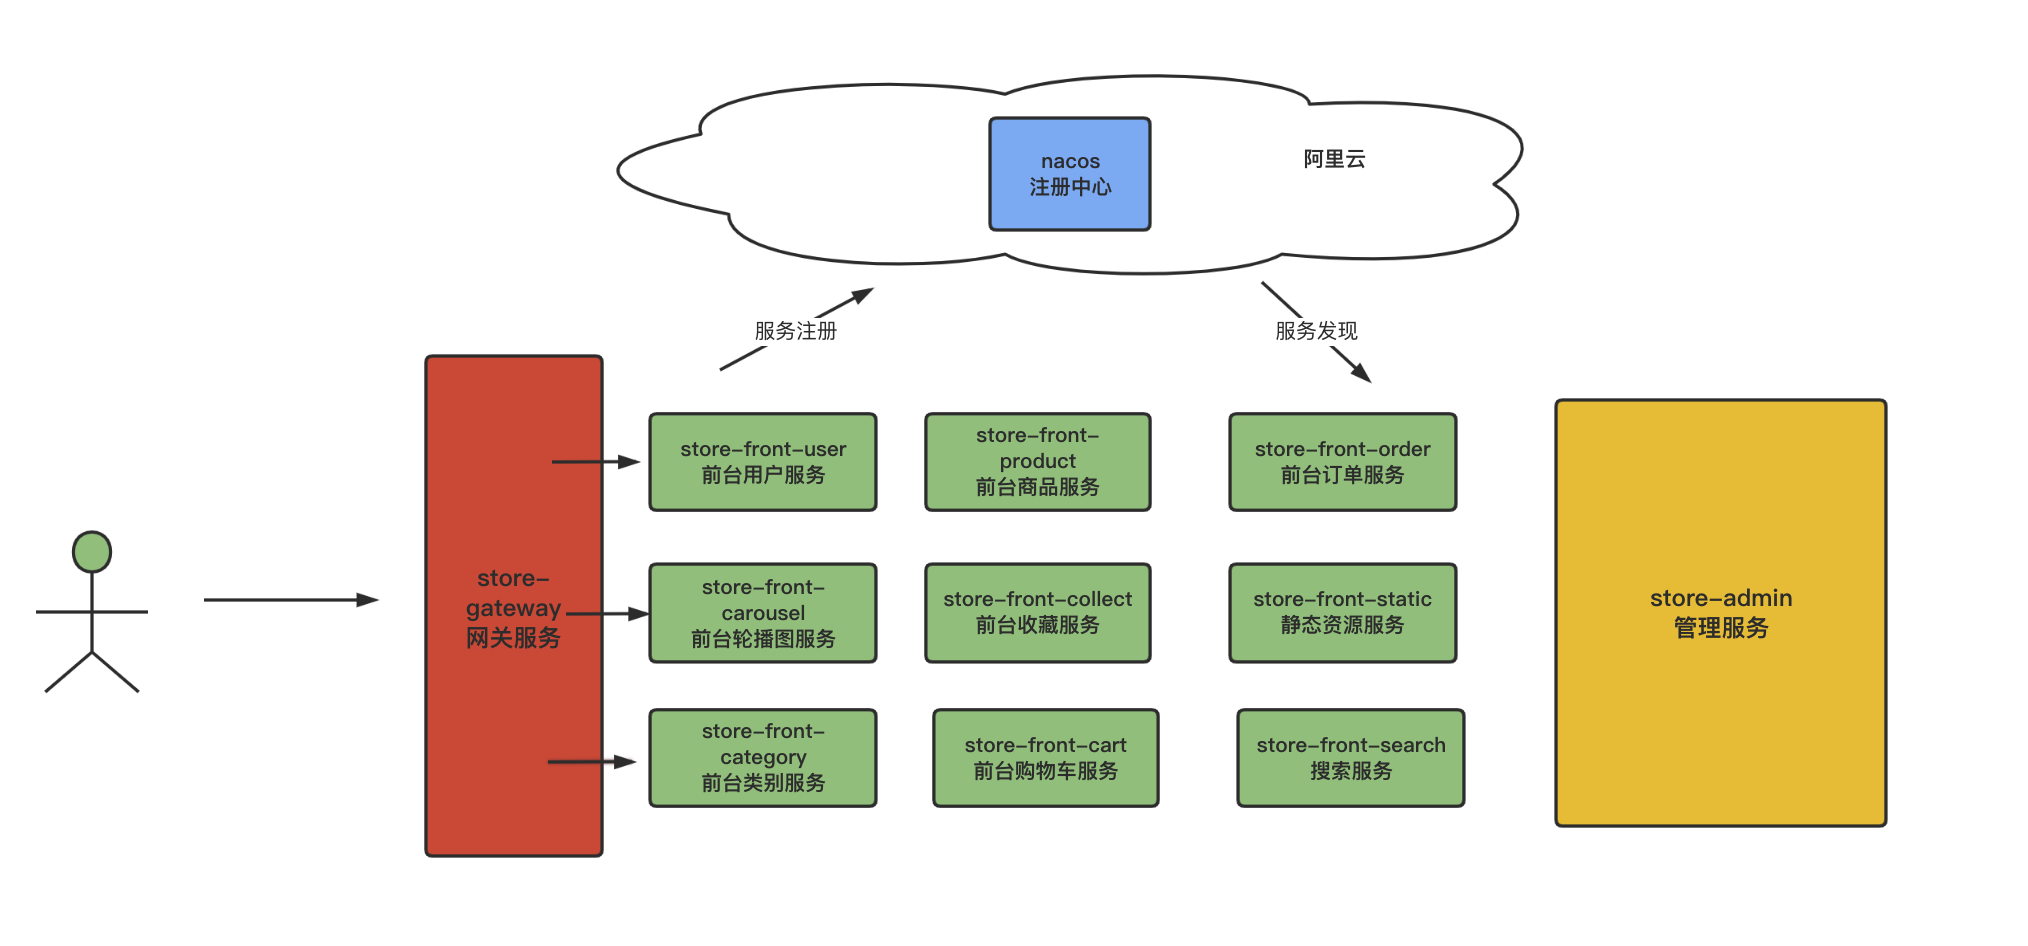 nacos
注册中心
阿里云
服务注册
服务发现
store-
gateway
网关服务
store-front-user
前台用户服务
store-front-
product
前台商品服务
store-front-order
前台订单服务
store-front-
carousel
前台轮播图服务
store-front-collect
前台收藏服务
store-front-static
静态资源服务
store-front-
category
前台类别服务
store-front-cart
前台购物车服务
store-front-search
搜索服务
store-admin
管理服务